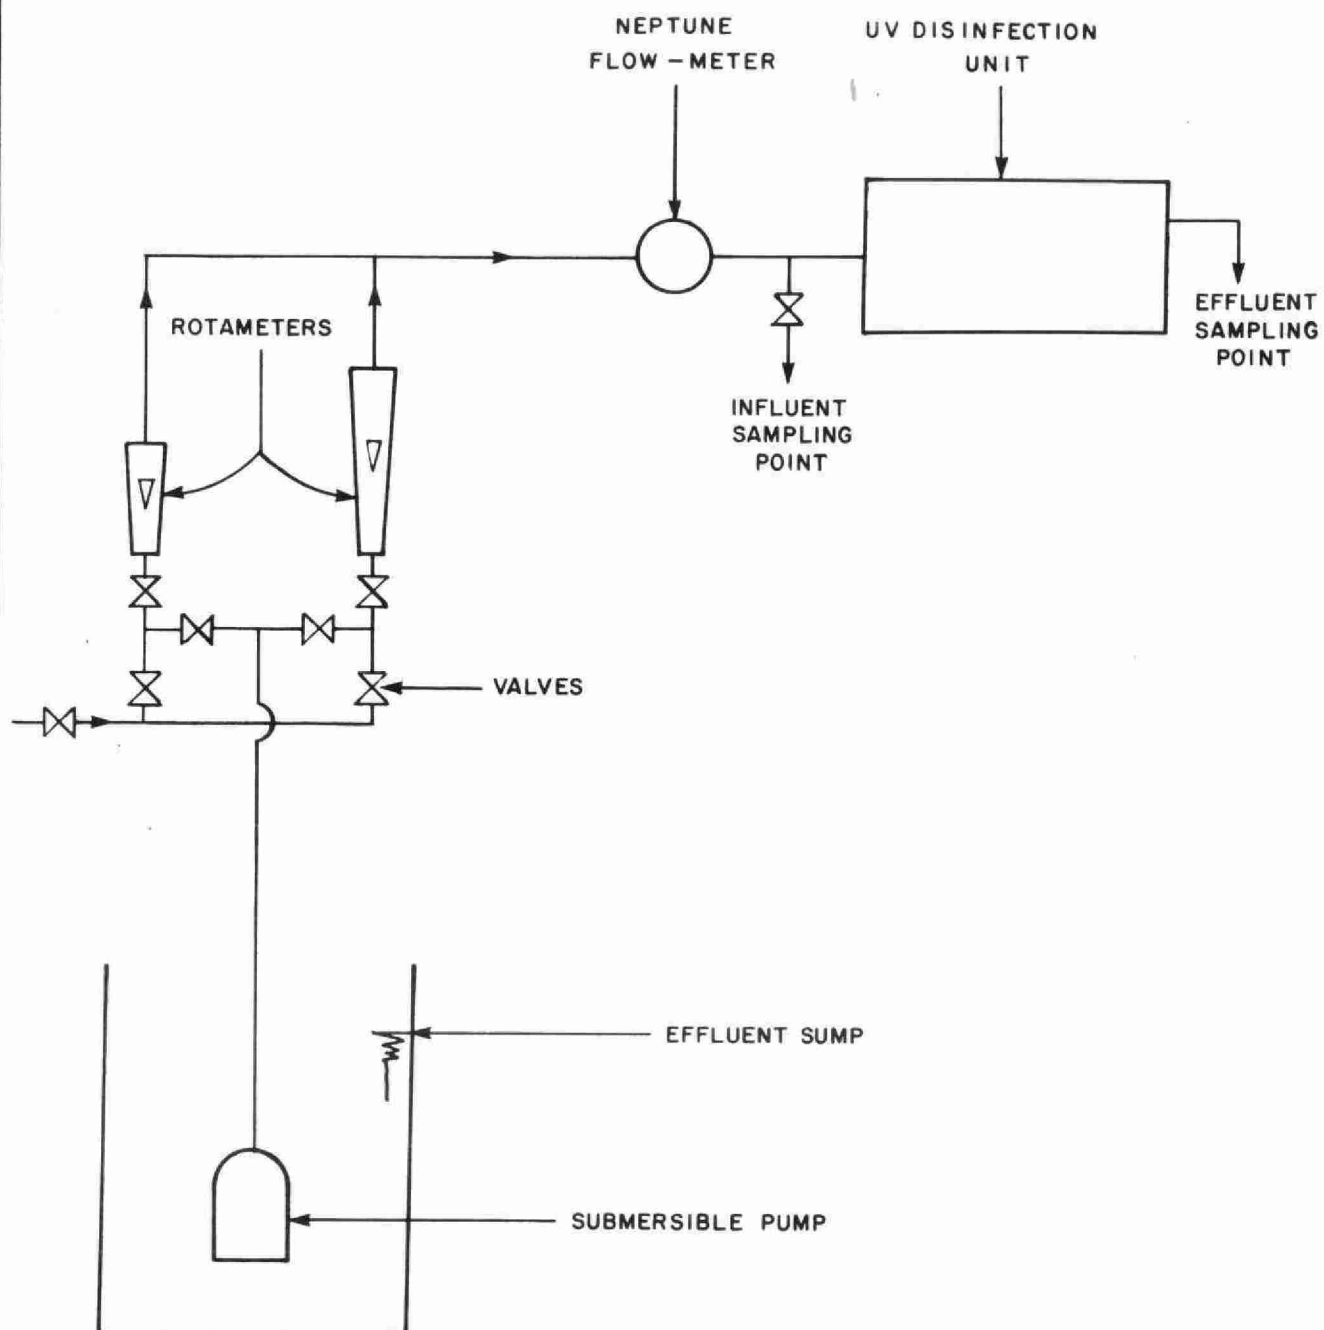 NEPTUNE
FLOW - METER
UV DISINFECTION
UNIT
ROTAMETERS
EFFLUENT
SAMPLING
POINT
INFLUENT
SAMPLING
POINT
VALVES
EFFLUENT SUMP
SUBMERSIBLE PUMP